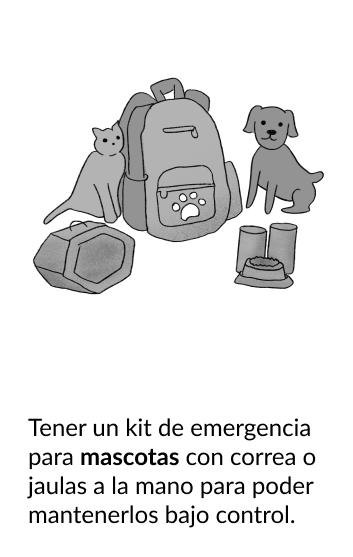 Tener un kit de emergencia
para mascotas con correa o
jaulas a la mano para poder
mantenerlos bajo control.